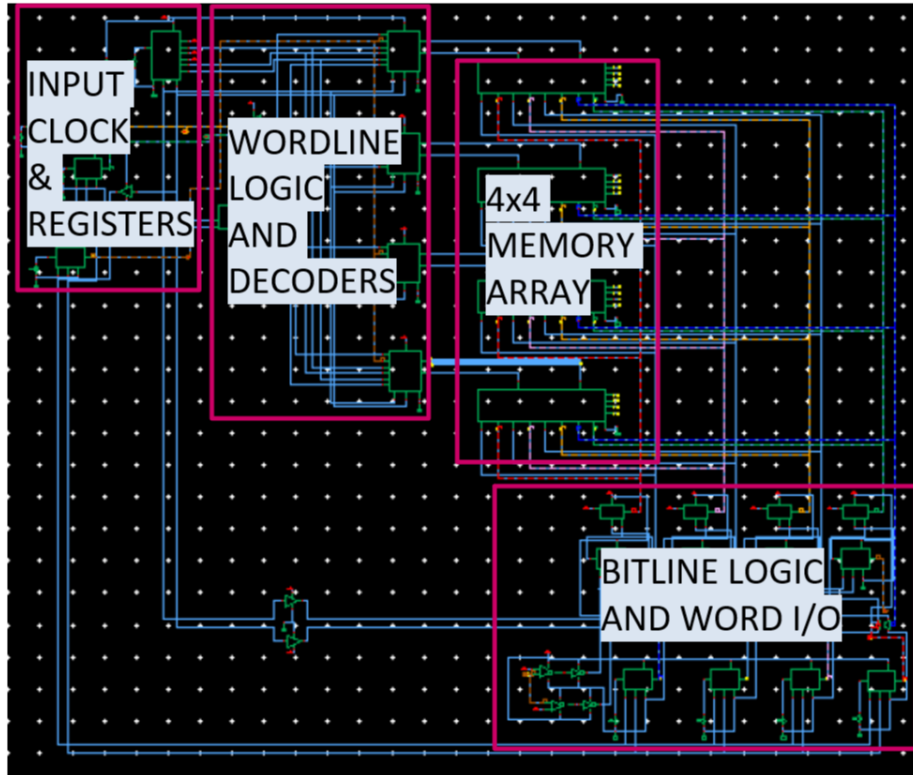 INPUT
CLOCK
&
REGISTERS
WORDLINE
LOGIC
AND
DECODERS
4x4
MEMORY
ARRAY
BITLINE LOGIC
AND WORD I/O